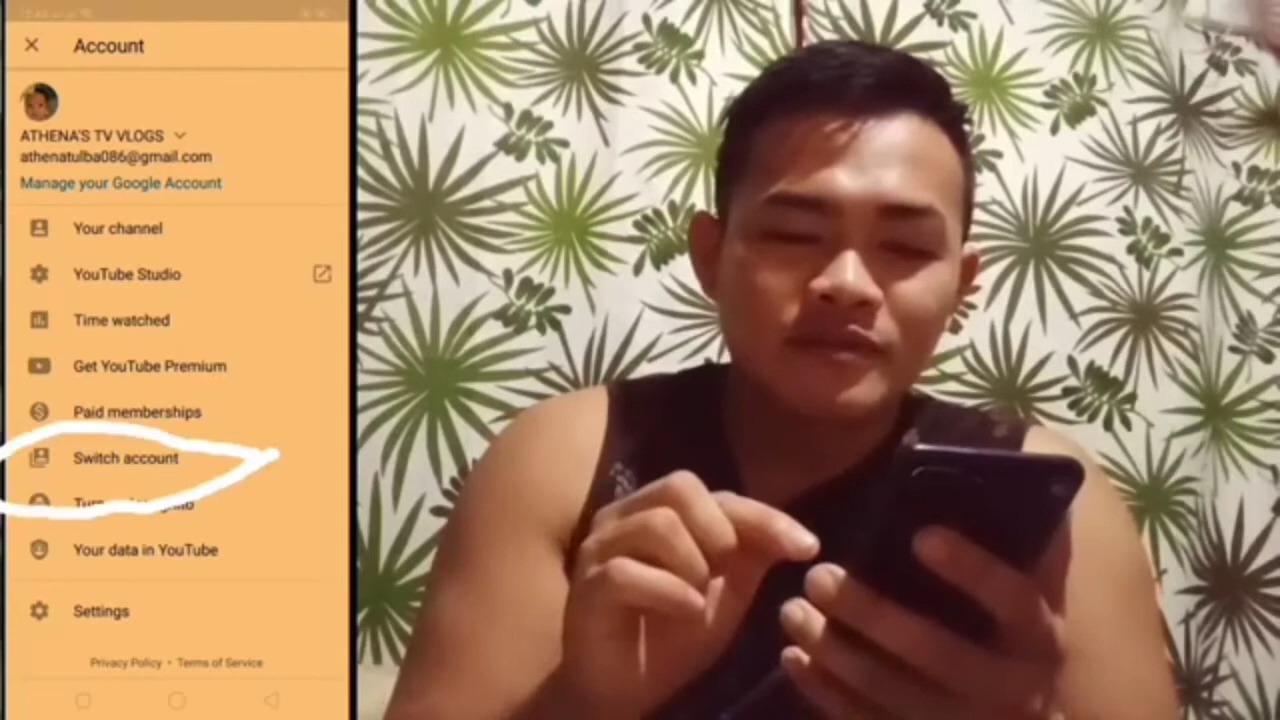 Account
ATHENA'S TV VLOGS
athenatulba086@gmail.com
Manage your Google Account
Your channel
YouTube Studio
Time watched
Get YouTube Premium
Paid memberships
Switch account
Your data in YouTube
Settings
Privacy Policy • Terms of Service